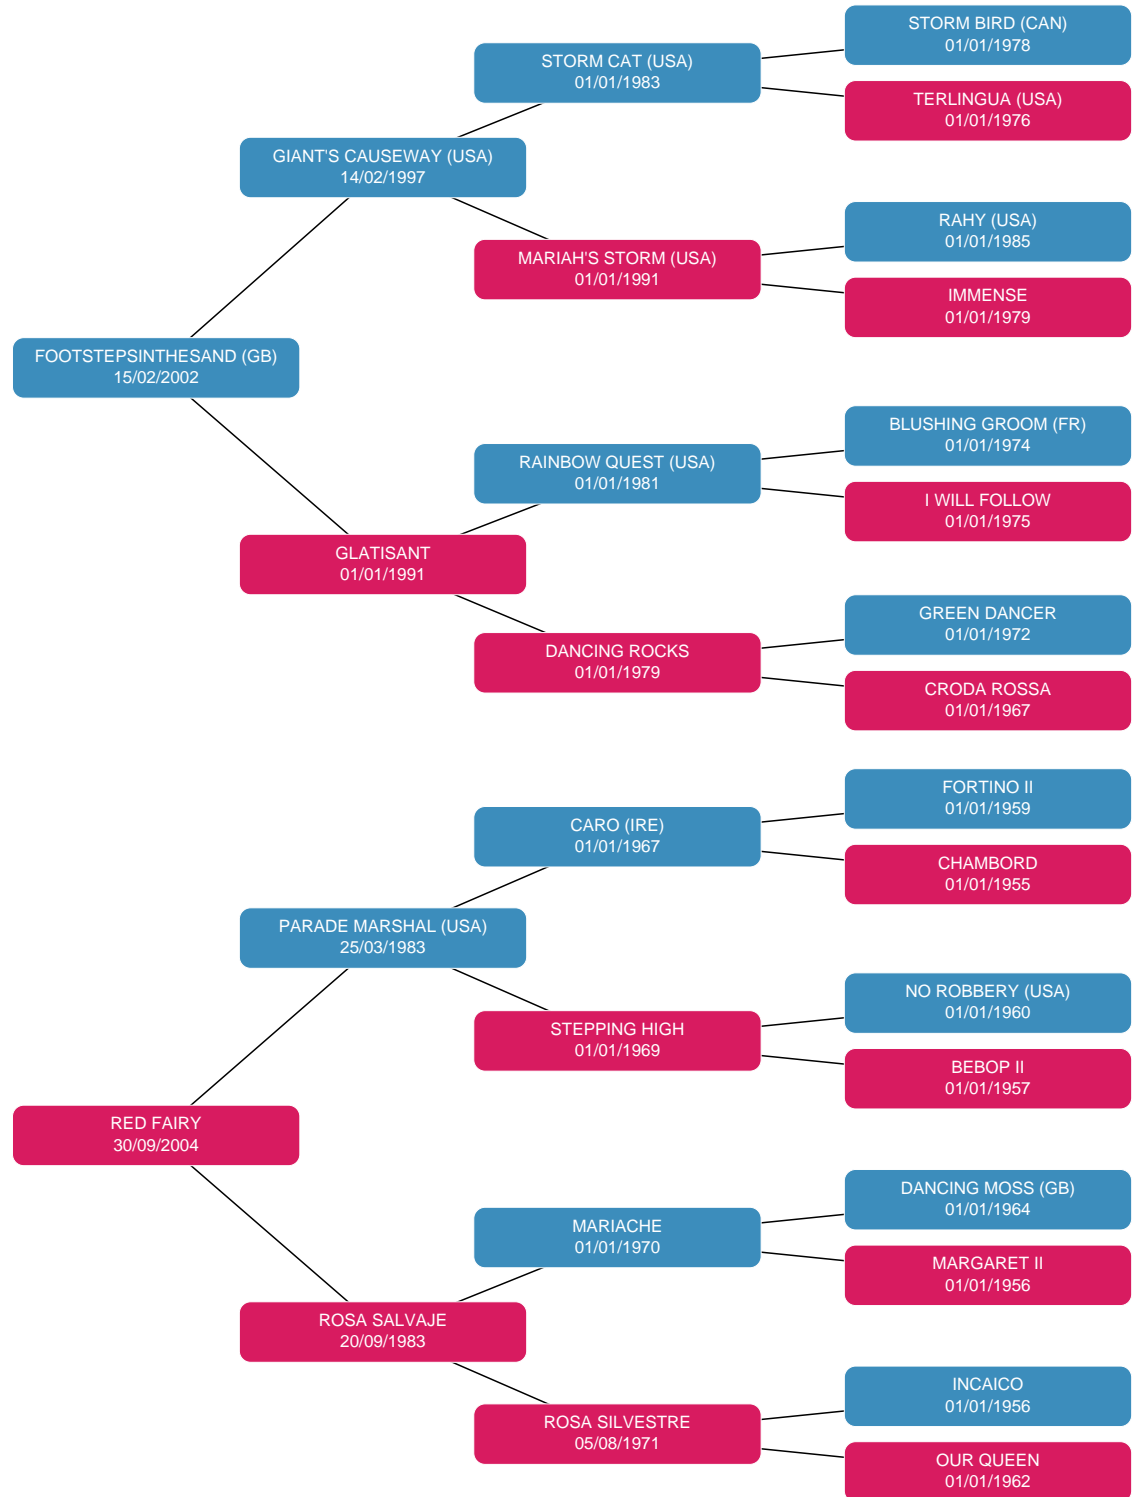 STORM BIRD (CAN)
01/01/1978
STORM CAT (USA)
01/01/1983
TERLINGUA (USA)
01/01/1976
GIANT'S CAUSEWAY (USA)
14/02/1997
RAHY (USA)
01/01/1985
MARIAH'S STORM (USA)
01/01/1991
IMMENSE
01/01/1979
FOOTSTEPSINTHESAND (GB)
15/02/2002
BLUSHING GROOM (FR)
01/01/1974
RAINBOW QUEST (USA)
01/01/1981
I WILL FOLLOW
01/01/1975
GLATISANT
01/01/1991
GREEN DANCER
01/01/1972
DANCING ROCKS
01/01/1979
CRODA ROSSA
01/01/1967
FORTINO II
01/01/1959
CARO (IRE)
01/01/1967
CHAMBORD
01/01/1955
PARADE MARSHAL (USA)
25/03/1983
NO ROBBERY (USA)
01/01/1960
STEPPING HIGH
01/01/1969
BEBOP II
01/01/1957
RED FAIRY
30/09/2004
DANCING MOSS (GB)
01/01/1964
MARIACHE
01/01/1970
MARGARET II
01/01/1956
ROSA SALVAJE
20/09/1983
INCAICO
01/01/1956
ROSA SILVESTRE
05/08/1971
OUR QUEEN
01/01/1962